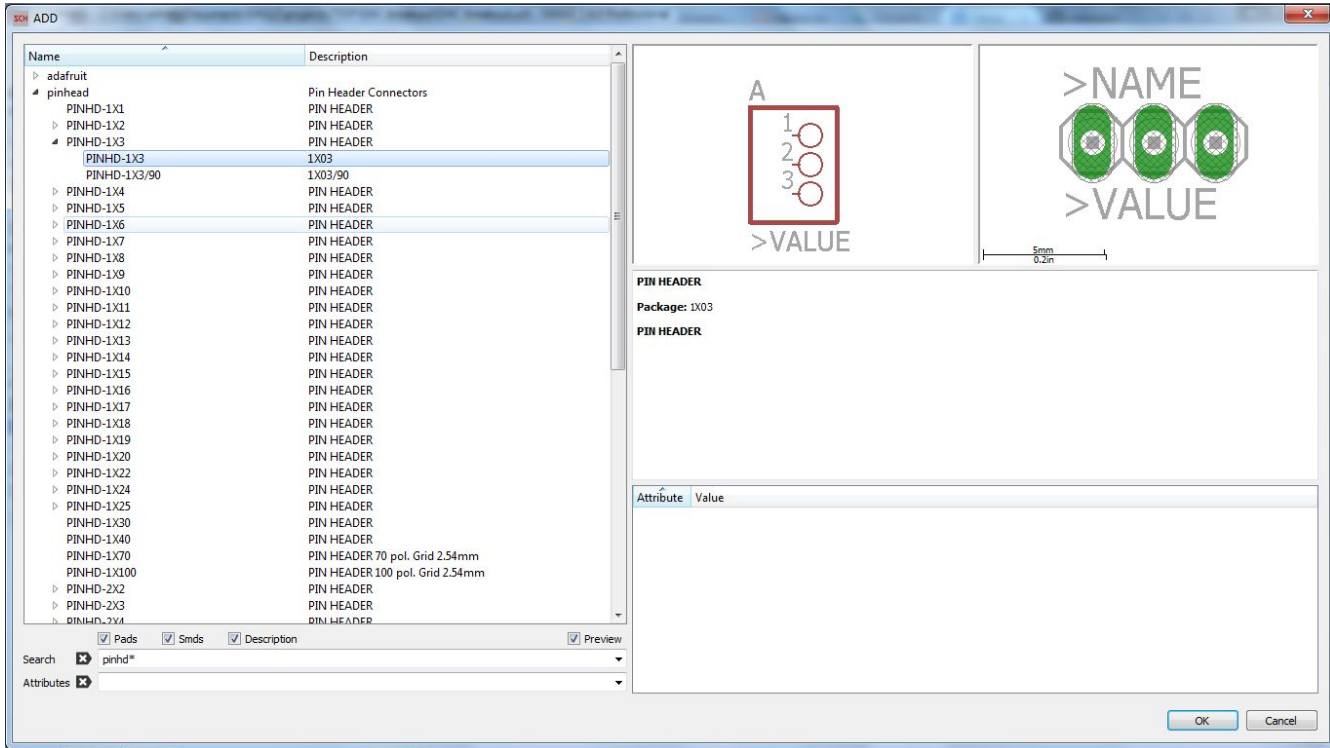 SCH ADD
Name Description
adafruit
pinhead Pin Header Connectors
PINHD-1X1 PIN HEADER
PINHD-1X2 PIN HEADER
PINHD-1X3 PIN HEADER
PINHD-1X3 1X03
PINHD-1X3/90 1X03/90
PINHD-1X4 PIN HEADER
PINHD-1X5 PIN HEADER
PINHD-1X6 PIN HEADER
PINHD-1X7 PIN HEADER
PINHD-1X8 PIN HEADER
PINHD-1X9 PIN HEADER
PINHD-1X10 PIN HEADER
PINHD-1X11 PIN HEADER
PINHD-1X12 PIN HEADER
PINHD-1X13 PIN HEADER
PINHD-1X14 PIN HEADER
PINHD-1X15 PIN HEADER
PINHD-1X16 PIN HEADER
PINHD-1X17 PIN HEADER
PINHD-1X18 PIN HEADER
PINHD-1X19 PIN HEADER
PINHD-1X20 PIN HEADER
PINHD-1X22 PIN HEADER
PINHD-1X24 PIN HEADER
PINHD-1X25 PIN HEADER
PINHD-1X30 PIN HEADER
PINHD-1X40 PIN HEADER
PINHD-1X70 PIN HEADER 70 pol. Grid 2.54mm
PINHD-1X100 PIN HEADER 100 pol. Grid 2.54mm
PINHD-2X2 PIN HEADER
PINHD-2X3 PIN HEADER
PINHD-2X4 PIN HEADER
Pads Smds Description Preview
Search pinhd*
Attributes
A
1
2
3
>VALUE
>NAME
>VALUE
5mm
0.2in
PIN HEADER
Package: 1X03
PIN HEADER
Attribute Value
OK Cancel